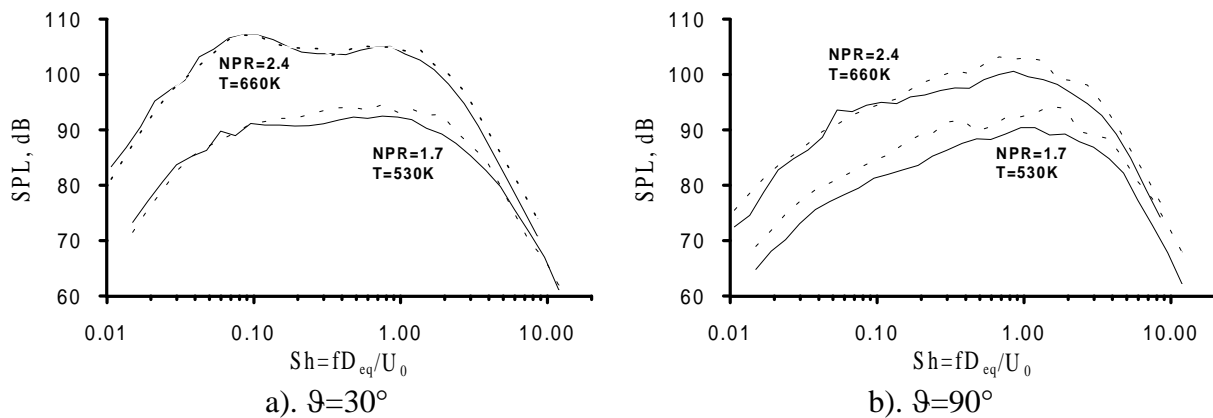 110
100
90
80
70
60
SPL, dB
NPR=2.4
T=660K
NPR=1.7
T=530K
0.01 0.10 1.00 10.00
Sh=fD_eq/U_0
a). ϑ=30°
110
100
90
80
70
60
SPL, dB
NPR=2.4
T=660K
NPR=1.7
T=530K
0.01 0.10 1.00 10.00
Sh=fD_eq/U_0
b). ϑ=90°